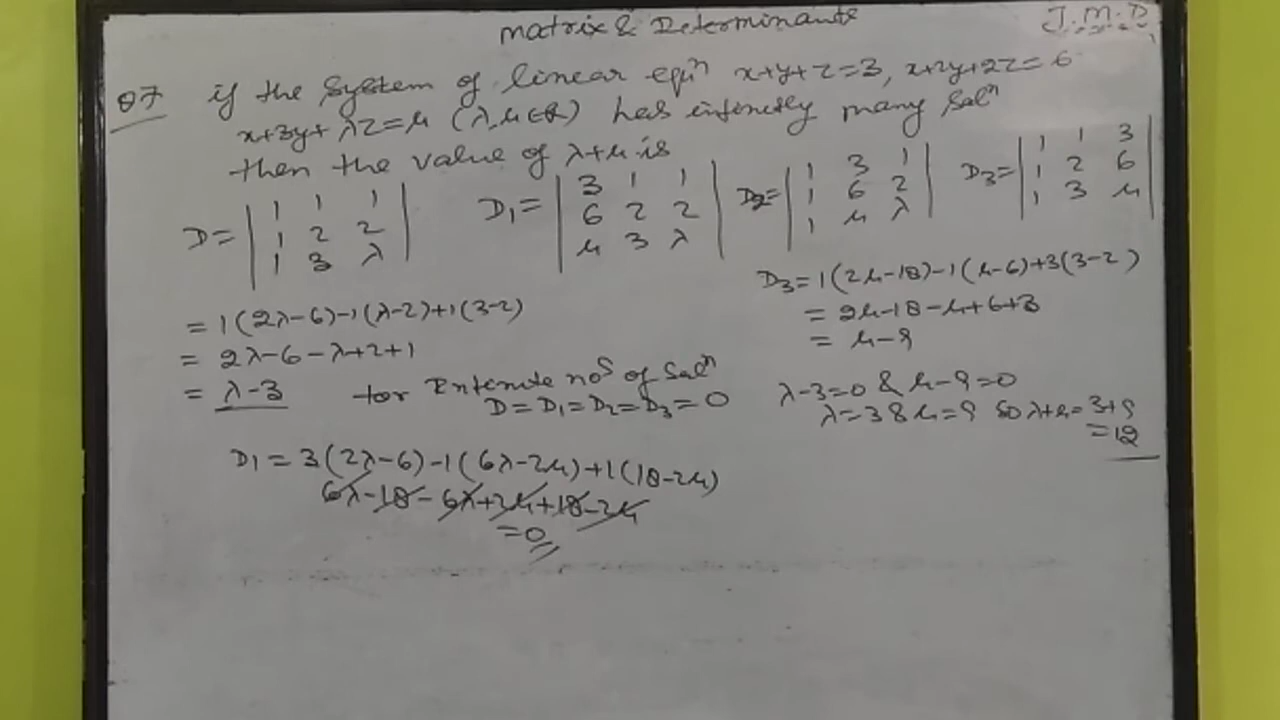 matrix & Determinants
J.M.D
Q7 if the System of linear equⁿ x+y+z=3, x+2y+2z=6
x+3y+λz=μ (λ,μ∈R) has infinitely many Solⁿ
then the value of λ+μ is
D= | 1 1 1 | D₁= | 3 1 1 | D₂= | 1 3 1 | D₃= | 1 1 3 |
| 1 2 2 | | 6 2 2 | | 1 6 2 | | 1 2 6 |
| 1 3 λ | | μ 3 λ | | 1 μ λ | | 1 3 μ |
= 1(2λ-6)-1(λ-2)+1(3-2)
= 2λ-6-λ+2+1
= λ-3
for Infinite noS of Solⁿ
D=D₁=D₂=D₃=0
D₁ = 3(2λ-6)-1(6λ-2μ)+1(18-2μ)
6λ-18-6λ+2μ+18-2μ
=0
D₃=1(2μ-18)-1(μ-6)+3(3-2)
= 2μ-18-μ+6+3
= μ-9
λ-3=0 & μ-9=0
λ=3 & μ=9 so λ+μ=3+9
=12